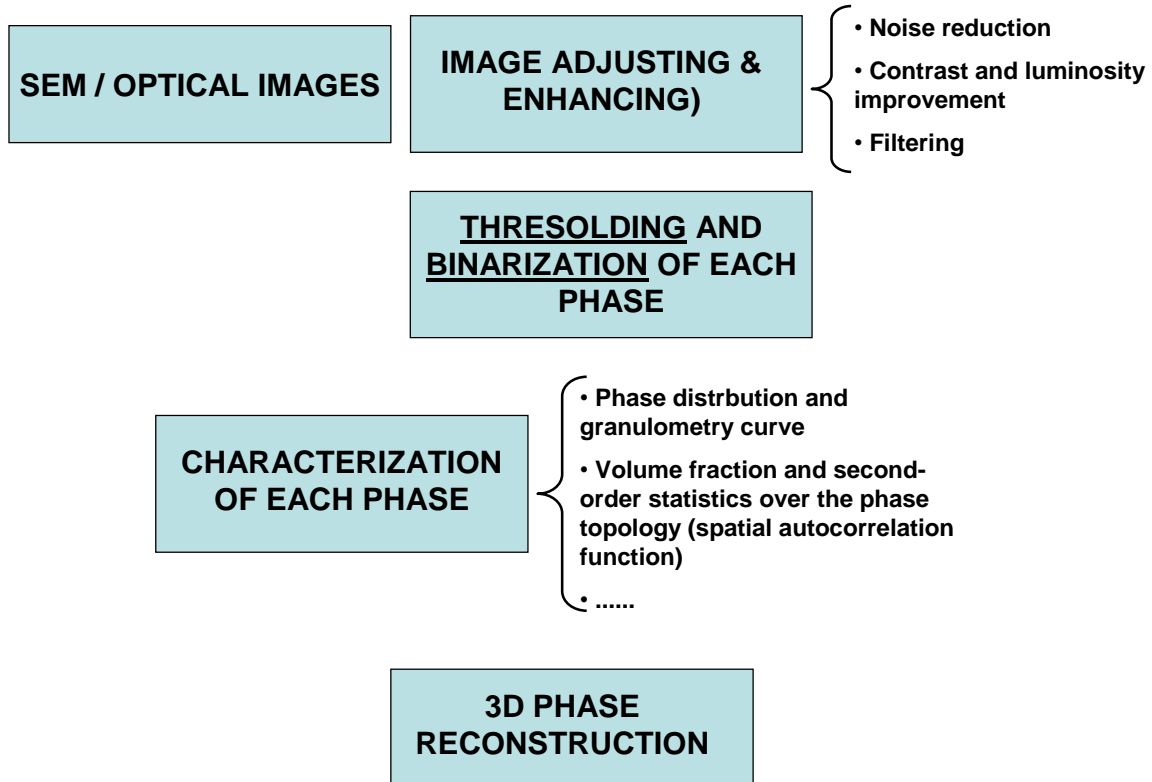 SEM / OPTICAL IMAGES
IMAGE ADJUSTING &
ENHANCING)
• Noise reduction
• Contrast and luminosity
improvement
• Filtering
THRESOLDING AND
BINARIZATION OF EACH
PHASE
CHARACTERIZATION
OF EACH PHASE
• Phase distrbution and
granulometry curve
• Volume fraction and second-
order statistics over the phase
topology (spatial autocorrelation
function)
• ......
3D PHASE
RECONSTRUCTION